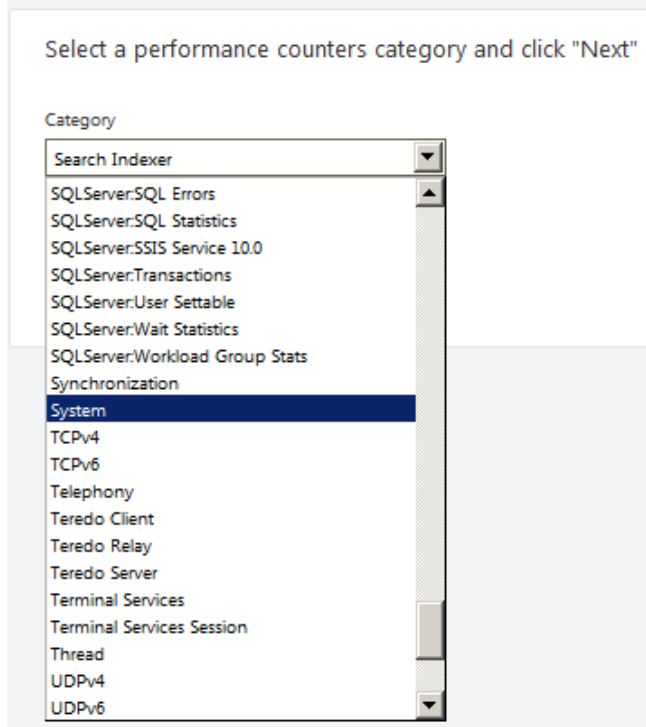 Select a performance counters category and click "Next"
Category
Search Indexer
SQLServer:SQL Errors
SQLServer:SQL Statistics
SQLServer:SSIS Service 10.0
SQLServer:Transactions
SQLServer:User Settable
SQLServer:Wait Statistics
SQLServer:Workload Group Stats
Synchronization
System
TCPv4
TCPv6
Telephony
Teredo Client
Teredo Relay
Teredo Server
Terminal Services
Terminal Services Session
Thread
UDPv4
UDPv6